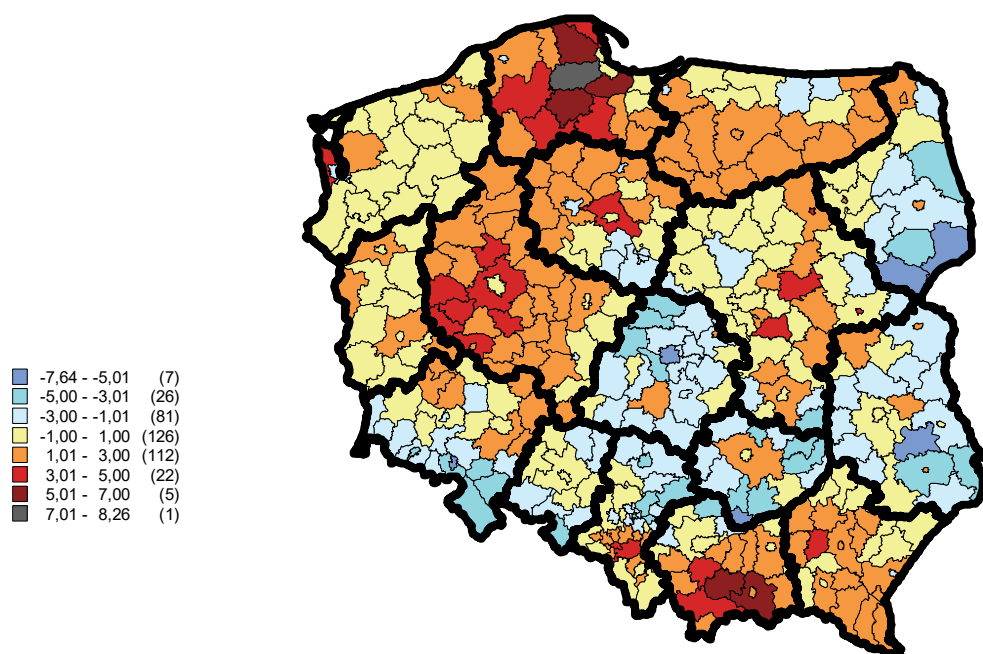 -7,64 - -5,01 (7)
-5,00 - -3,01 (26)
-3,00 - -1,01 (81)
-1,00 - 1,00 (126)
1,01 - 3,00 (112)
3,01 - 5,00 (22)
5,01 - 7,00 (5)
7,01 - 8,26 (1)